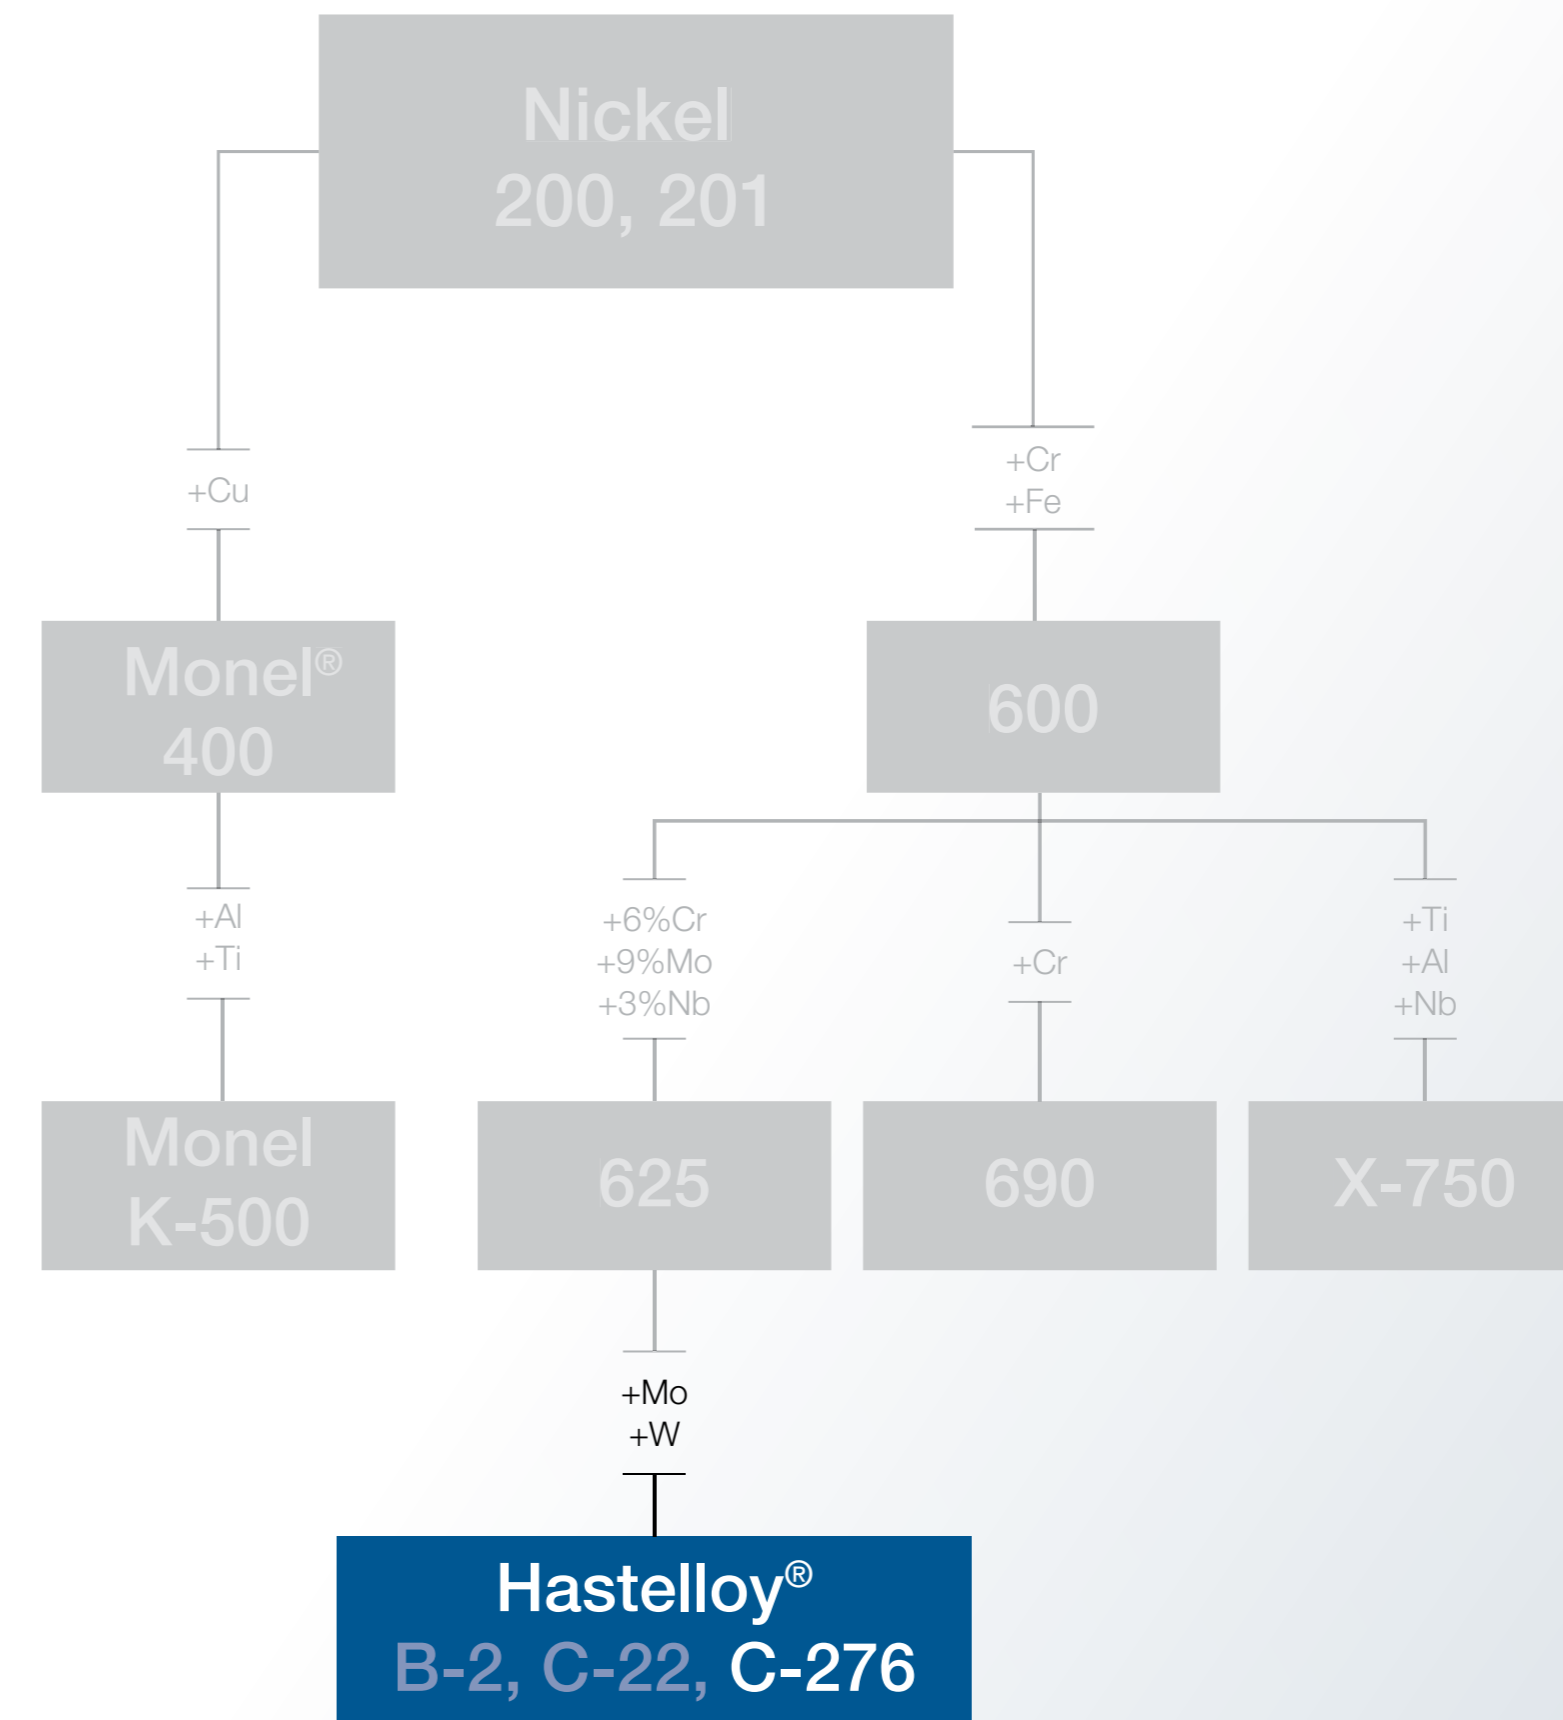 Nickel
200, 201
+Cu
+Cr
+Fe
Monel®
400
600
+Al
+Ti
+6%Cr
+9%Mo
+3%Nb
+Cr
+Ti
+Al
+Nb
Monel
K-500
625
690
X-750
+Mo
+W
Hastelloy®
B-2, C-22, C-276